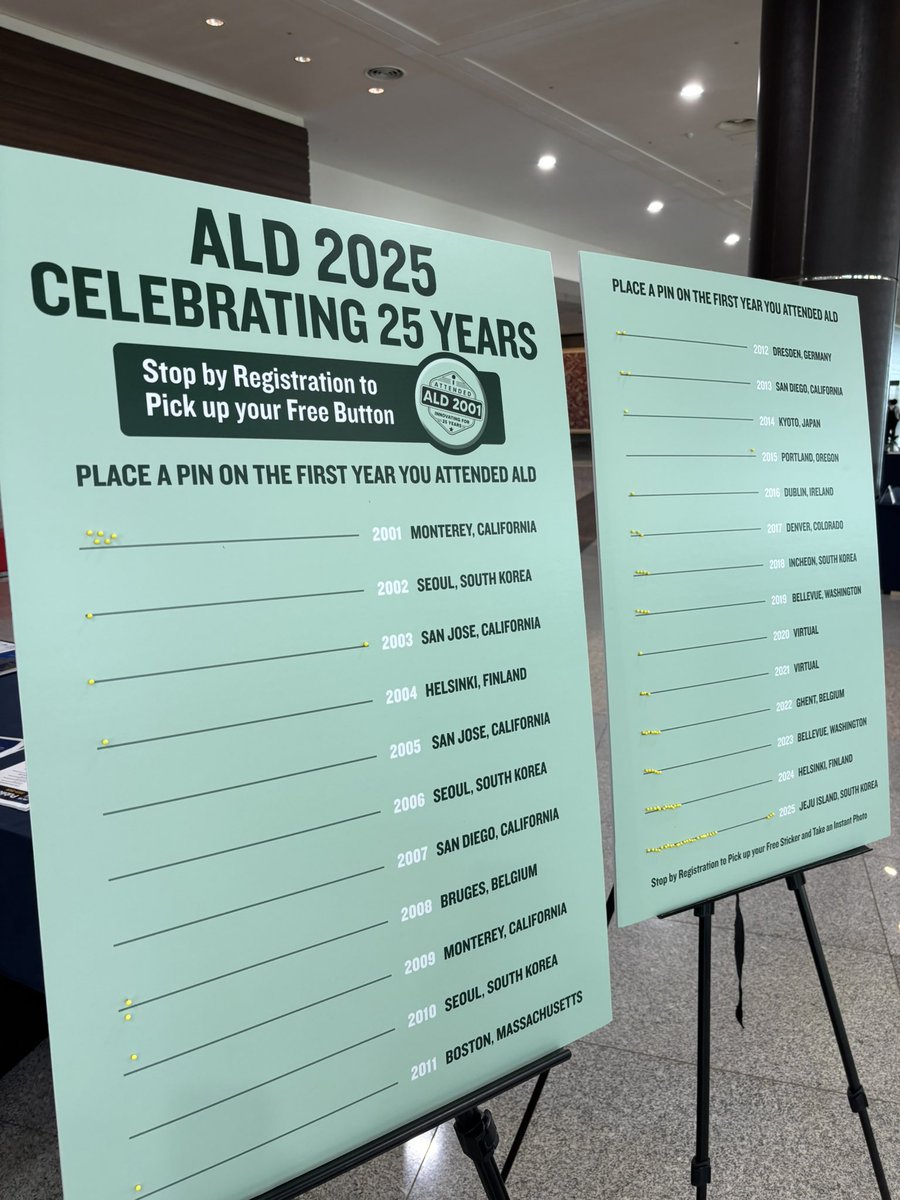 ALD 2025
CELEBRATING 25 YEARS
Stop by Registration to
Pick up your Free Button
ATTENDED
ALD 2001
INNOVATING FOR
25 YEARS
PLACE A PIN ON THE FIRST YEAR YOU ATTENDED ALD
2001 MONTEREY, CALIFORNIA
2002 SEOUL, SOUTH KOREA
2003 SAN JOSE, CALIFORNIA
2004 HELSINKI, FINLAND
2005 SAN JOSE, CALIFORNIA
2006 SEOUL, SOUTH KOREA
2007 SAN DIEGO, CALIFORNIA
2008 BRUGES, BELGIUM
2009 MONTEREY, CALIFORNIA
2010 SEOUL, SOUTH KOREA
2011 BOSTON, MASSACHUSETTS
PLACE A PIN ON THE FIRST YEAR YOU ATTENDED ALD
2012 DRESDEN, GERMANY
2013 SAN DIEGO, CALIFORNIA
2014 KYOTO, JAPAN
2015 PORTLAND, OREGON
2016 DUBLIN, IRELAND
2017 DENVER, COLORADO
2018 INCHEON, SOUTH KOREA
2019 BELLEVUE, WASHINGTON
2020 VIRTUAL
2021 VIRTUAL
2022 GHENT, BELGIUM
2023 BELLEVUE, WASHINGTON
2024 HELSINKI, FINLAND
2025 JEJU ISLAND, SOUTH KOREA
Stop by Registration to Pick up your Free Sticker and Take an Instant Photo